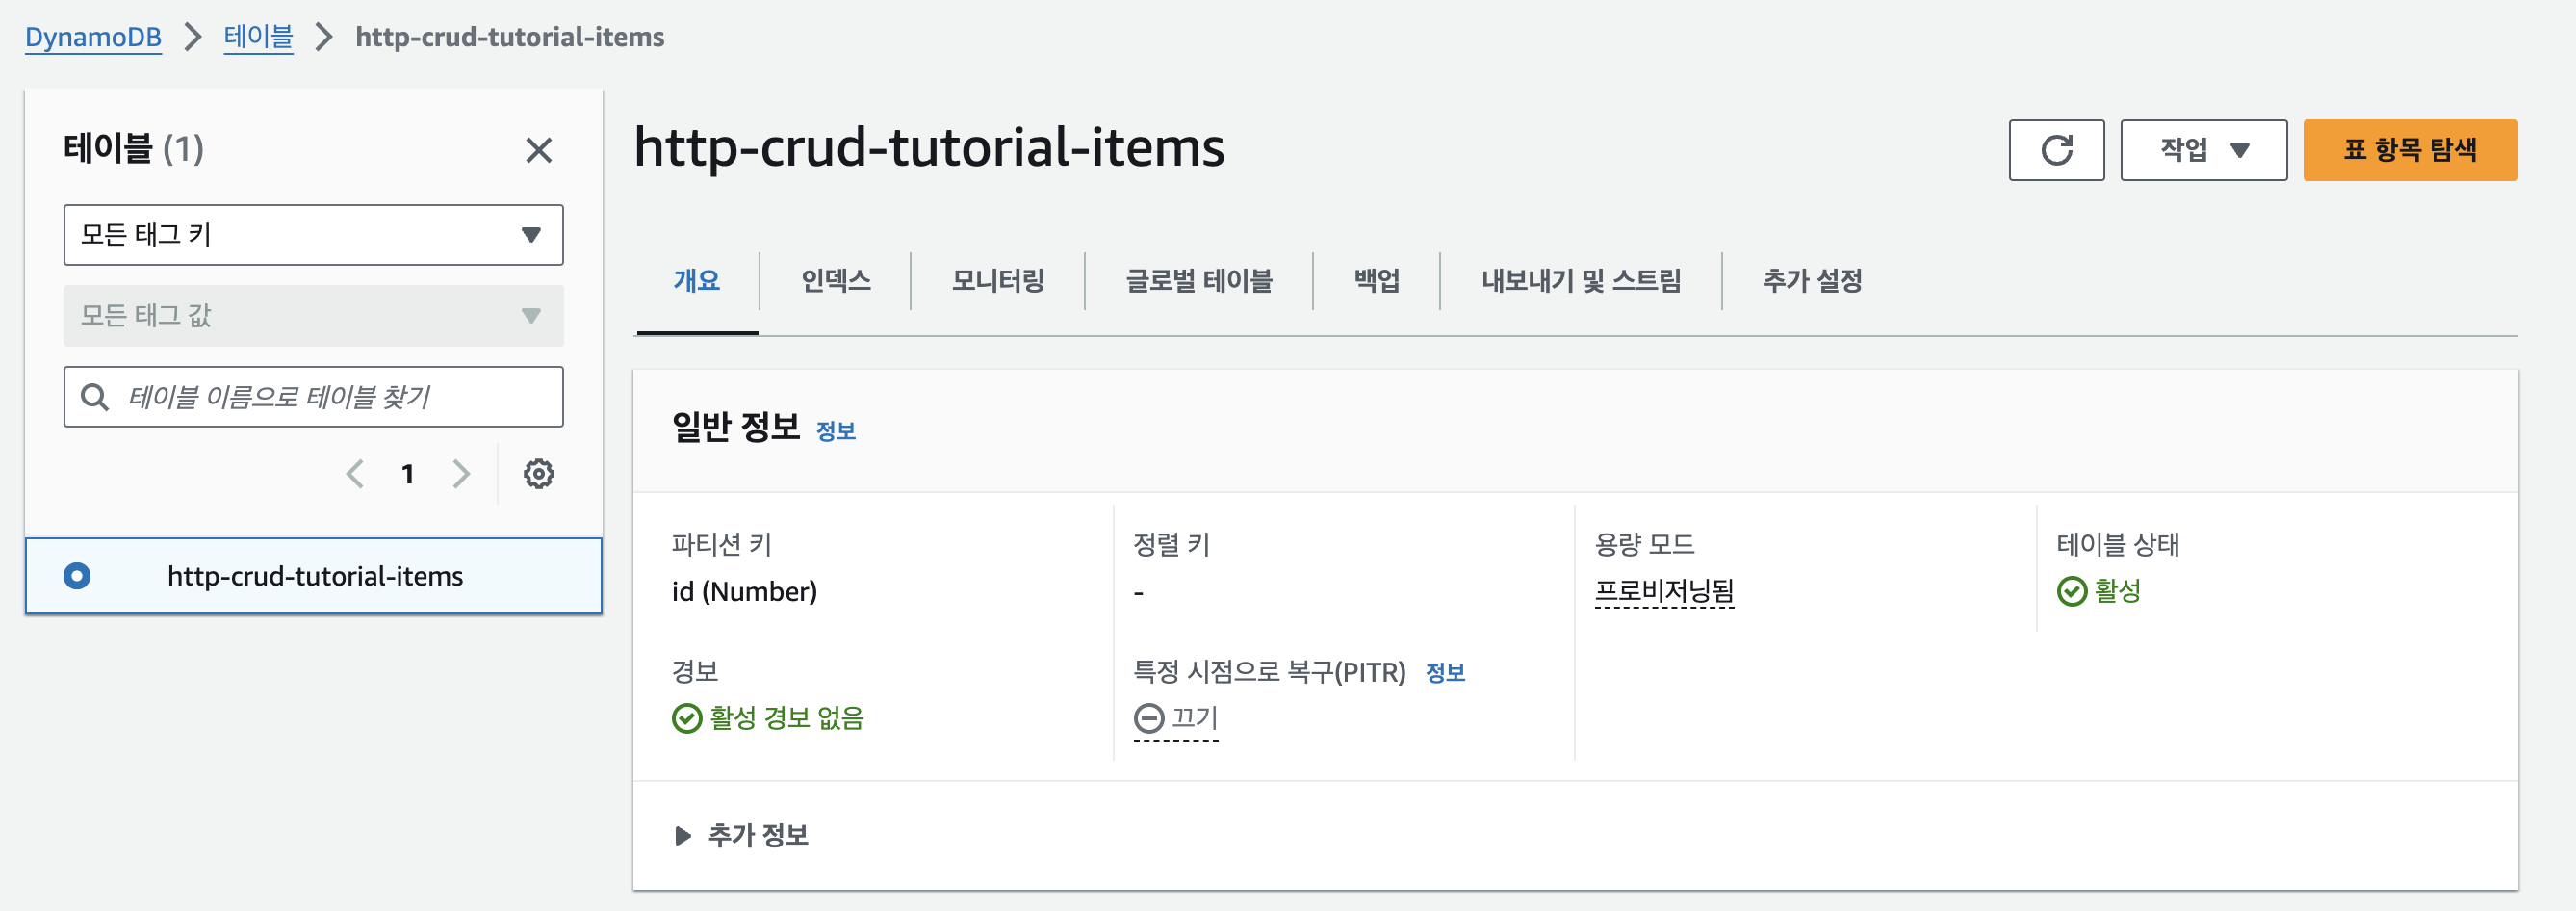 DynamoDB > 테이블 > http-crud-tutorial-items
테이블 (1)
모든 태그 키
모든 태그 값
테이블 이름으로 테이블 찾기
1
http-crud-tutorial-items
http-crud-tutorial-items
작업
표 항목 탐색
개요
인덱스
모니터링
글로벌 테이블
백업
내보내기 및 스트림
추가 설정
일반 정보 정보
파티션 키
id (Number)
정렬 키
-
용량 모드
프로비저닝됨
테이블 상태
활성
경보
활성 경보 없음
특정 시점으로 복구(PITR) 정보
끄기
추가 정보